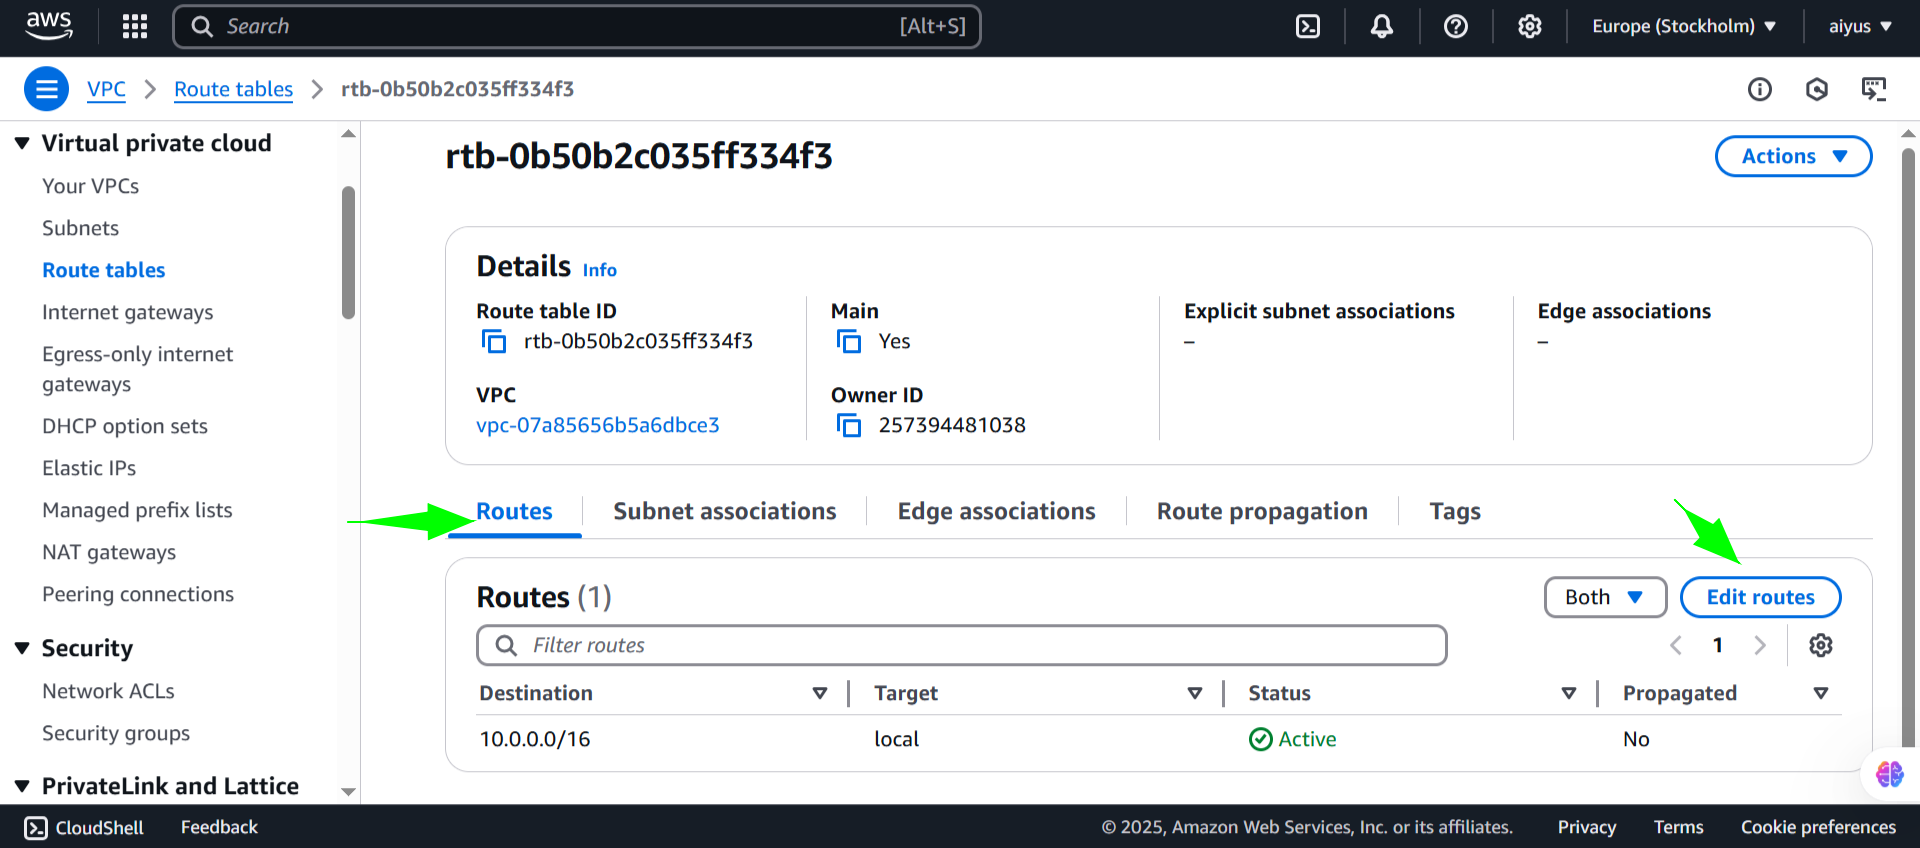 aws
Search [Alt+S]
Europe (Stockholm) aiyus
VPC Route tables rtb-0b50b2c035ff334f3
Virtual private cloud
Your VPCs
Subnets
Route tables
Internet gateways
Egress-only internet
gateways
DHCP option sets
Elastic IPs
Managed prefix lists
NAT gateways
Peering connections
Security
Network ACLs
Security groups
PrivateLink and Lattice
rtb-0b50b2c035ff334f3
Actions
Details Info
Route table ID
rtb-0b50b2c035ff334f3
Main
Yes
Explicit subnet associations
–
Edge associations
–
VPC
vpc-07a85656b5a6dbce3
Owner ID
257394481038
Routes Subnet associations Edge associations Route propagation Tags
Routes (1)
Both Edit routes
Filter routes
1
Destination Target Status Propagated
10.0.0.0/16 local Active No
CloudShell Feedback © 2025, Amazon Web Services, Inc. or its affiliates. Privacy Terms Cookie preferences